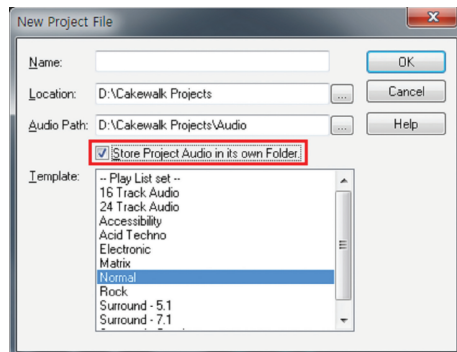 New Project File
Name:
OK
Location: D:\Cakewalk Projects ...
Cancel
Audio Path: D:\Cakewalk Projects\Audio ...
Help
Store Project Audio in its own Folder.
Template:
-- Play List set --
16 Track Audio
24 Track Audio
Accessibility
Acid Techno
Electronic
Matrix
Normal
Rock
Surround - 5.1
Surround - 7.1